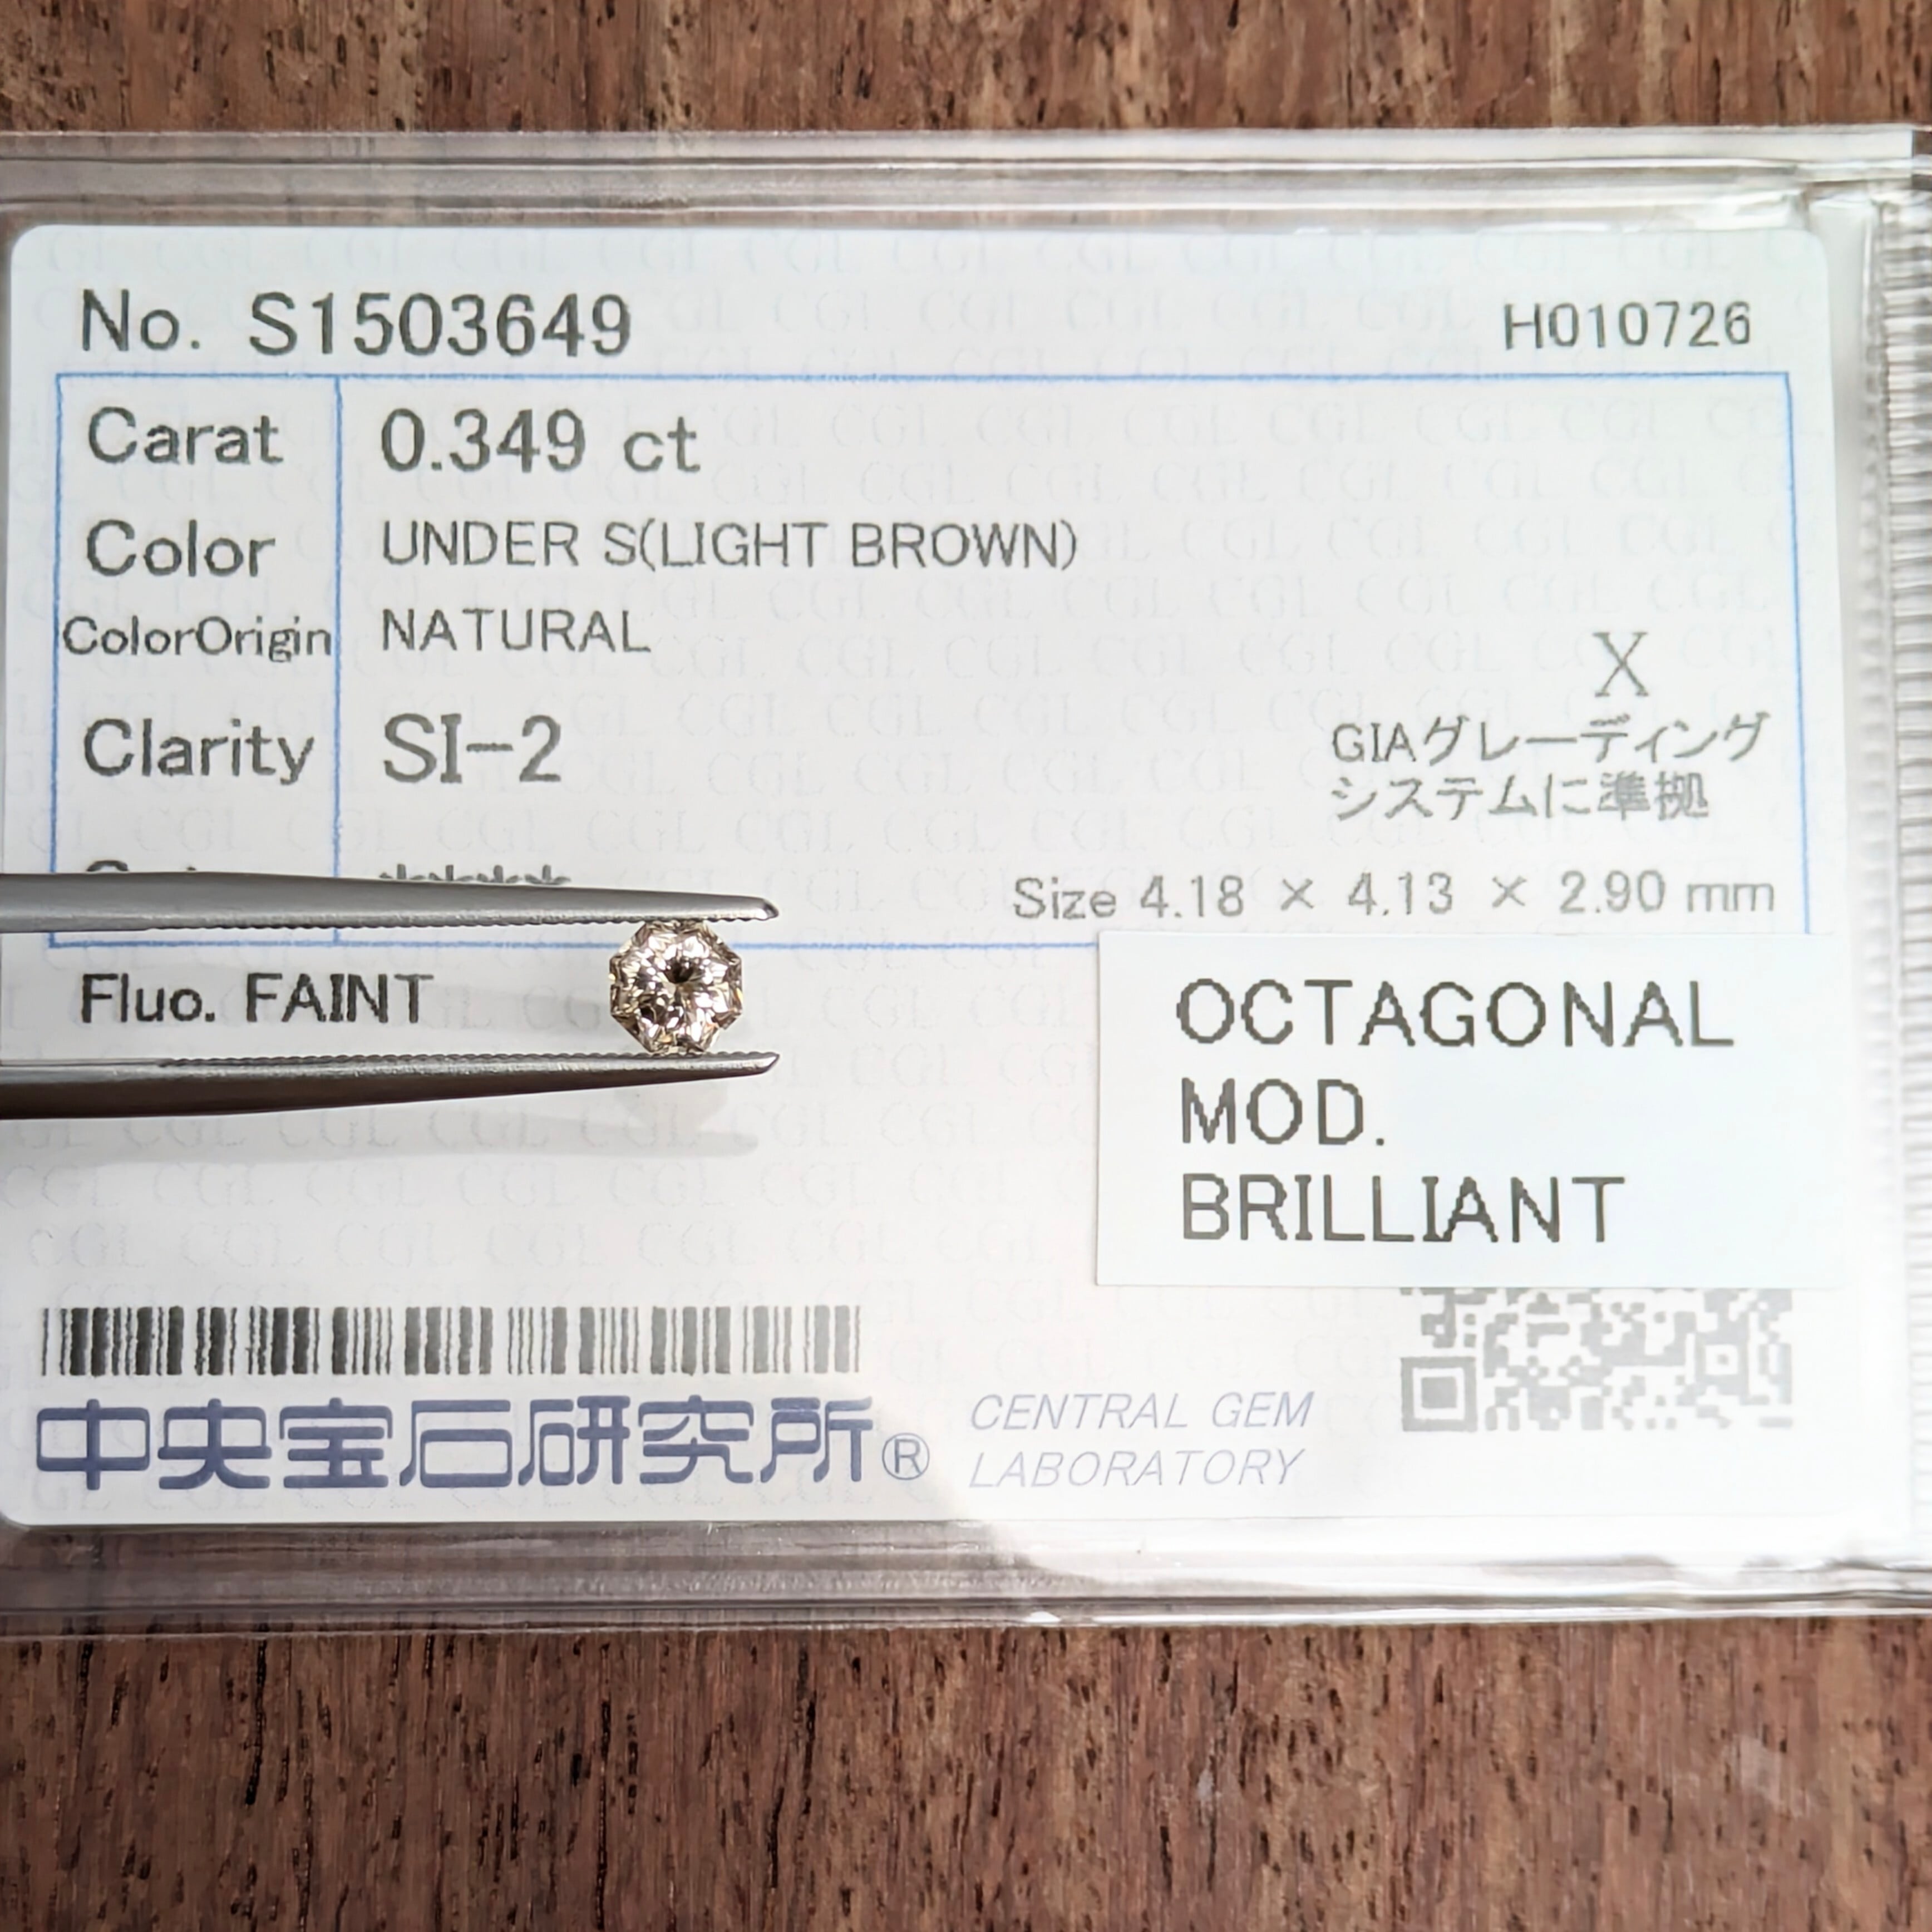 No. S1503649
H010726
Carat 0.349 ct
Color UNDER S(LIGHT BROWN)
ColorOrigin NATURAL
X
Clarity SI-2
GIAグレーディング
システムに準拠
Size 4.18 × 4.13 × 2.90 mm
Fluo. FAINT
OCTAGONAL
MOD.
BRILLIANT
中央宝石研究所®
CENTRAL GEM
LABORATORY